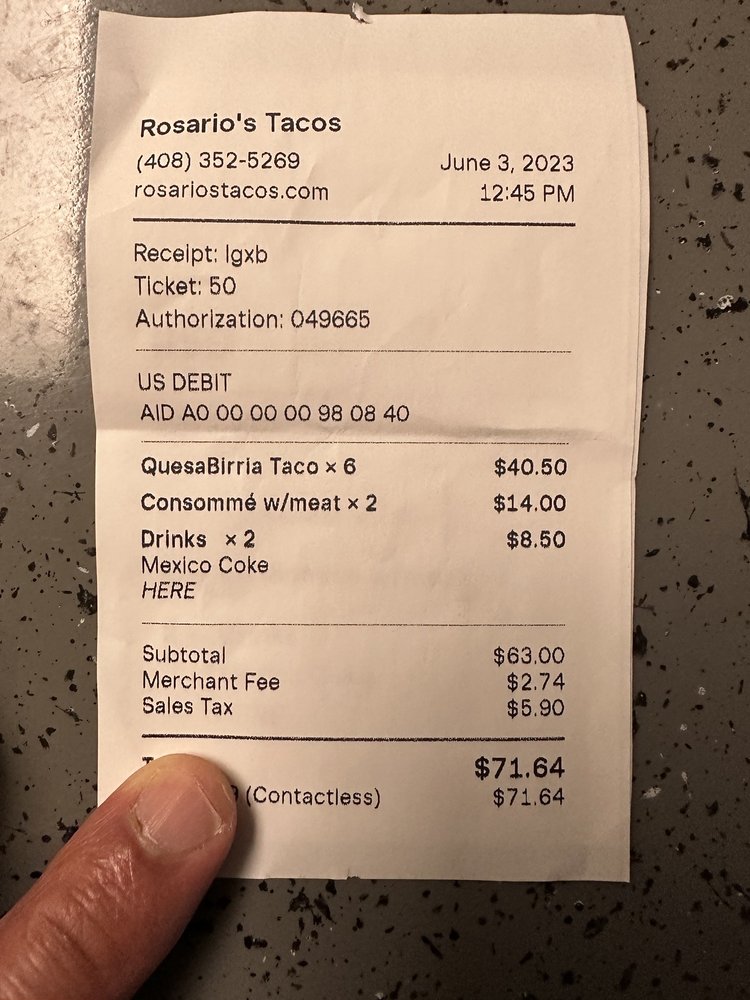 Rosario's Tacos
(408) 352-5269 June 3, 2023
rosariostacos.com 12:45 PM
Receipt: lgxb
Ticket: 50
Authorization: 049665
US DEBIT
AID A0 00 00 00 98 08 40
QuesaBirria Taco × 6 $40.50
Consommé w/meat × 2 $14.00
Drinks × 2 $8.50
Mexico Coke
HERE
Subtotal $63.00
Merchant Fee $2.74
Sales Tax $5.90
$71.64
(Contactless) $71.64